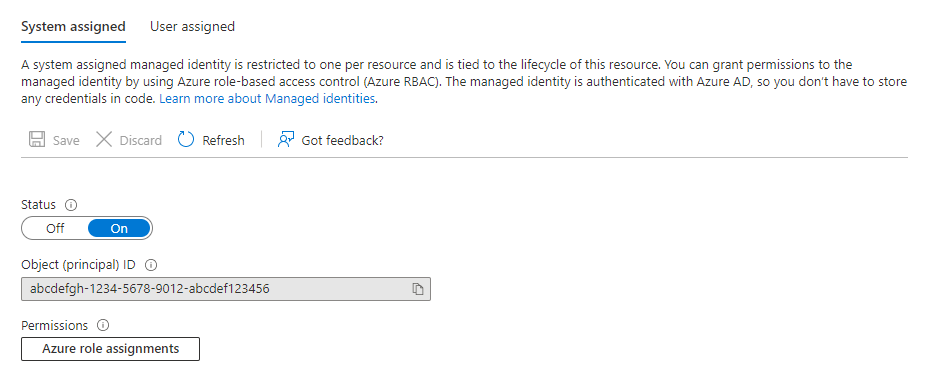 System assigned User assigned
A system assigned managed identity is restricted to one per resource and is tied to the lifecycle of this resource. You can grant permissions to the
managed identity by using Azure role-based access control (Azure RBAC). The managed identity is authenticated with Azure AD, so you don't have to store
any credentials in code. Learn more about Managed identities.
Save Discard Refresh Got feedback?
Status
Off On
Object (principal) ID
abcdefgh-1234-5678-9012-abcdef123456
Permissions
Azure role assignments